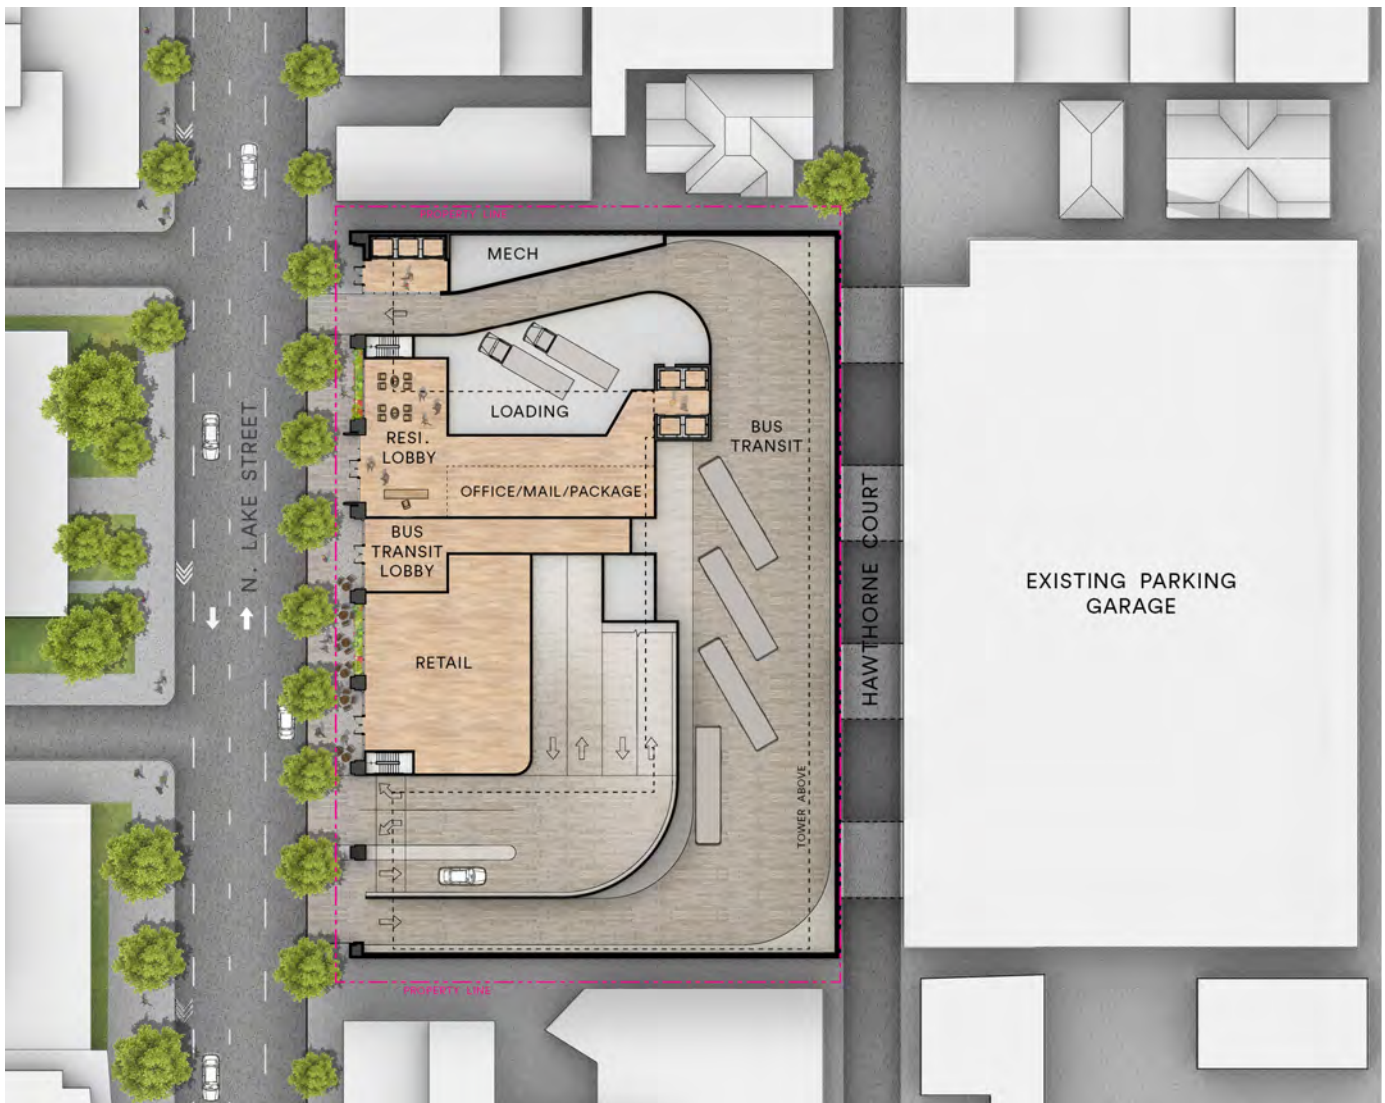 PROPERTY LINE
MECH
LOADING
RESI.
LOBBY
OFFICE/MAIL/PACKAGE
BUS
TRANSIT
BUS
TRANSIT
LOBBY
RETAIL
N. LAKE STREET
HAWTHORNE COURT
EXISTING PARKING
GARAGE
TOWER ABOVE
PROPERTY LINE